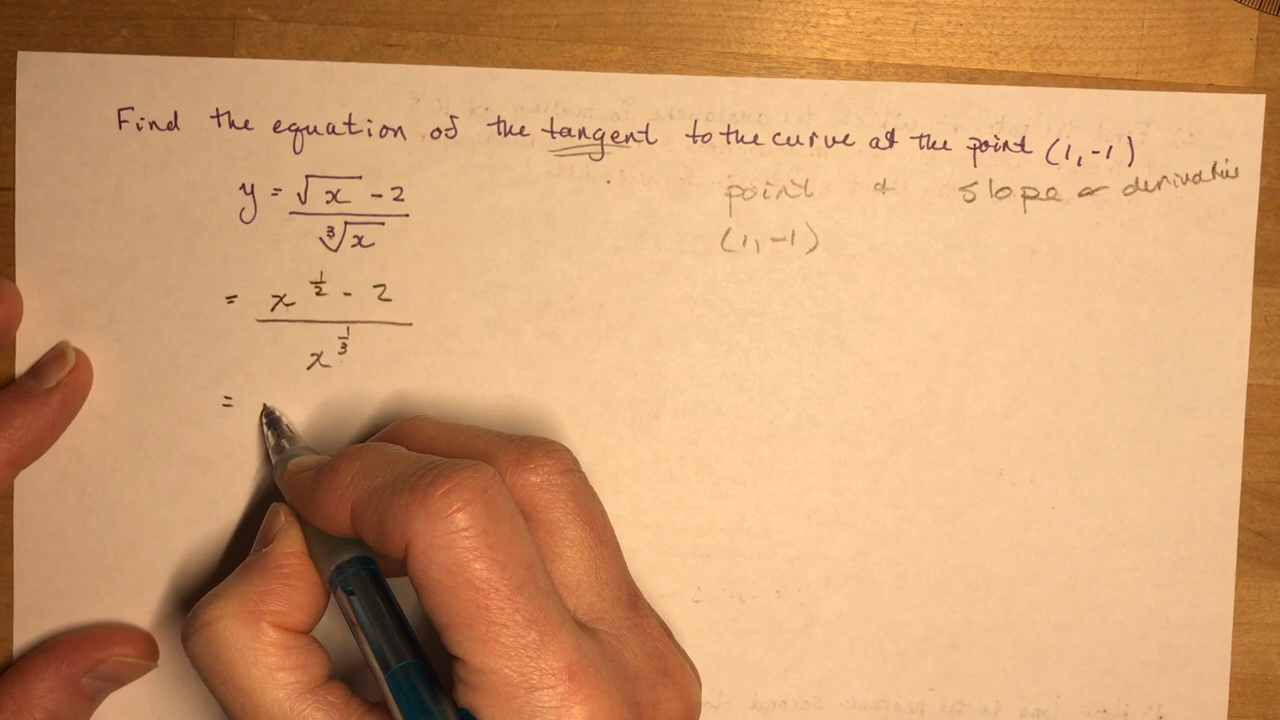 Find the equation of the tangent to the curve at the point (1, -1)
y = √x - 2 / ∛x
point & slope or derivative
(1, -1)
= x^(1/2) - 2 / x^(1/3)
=